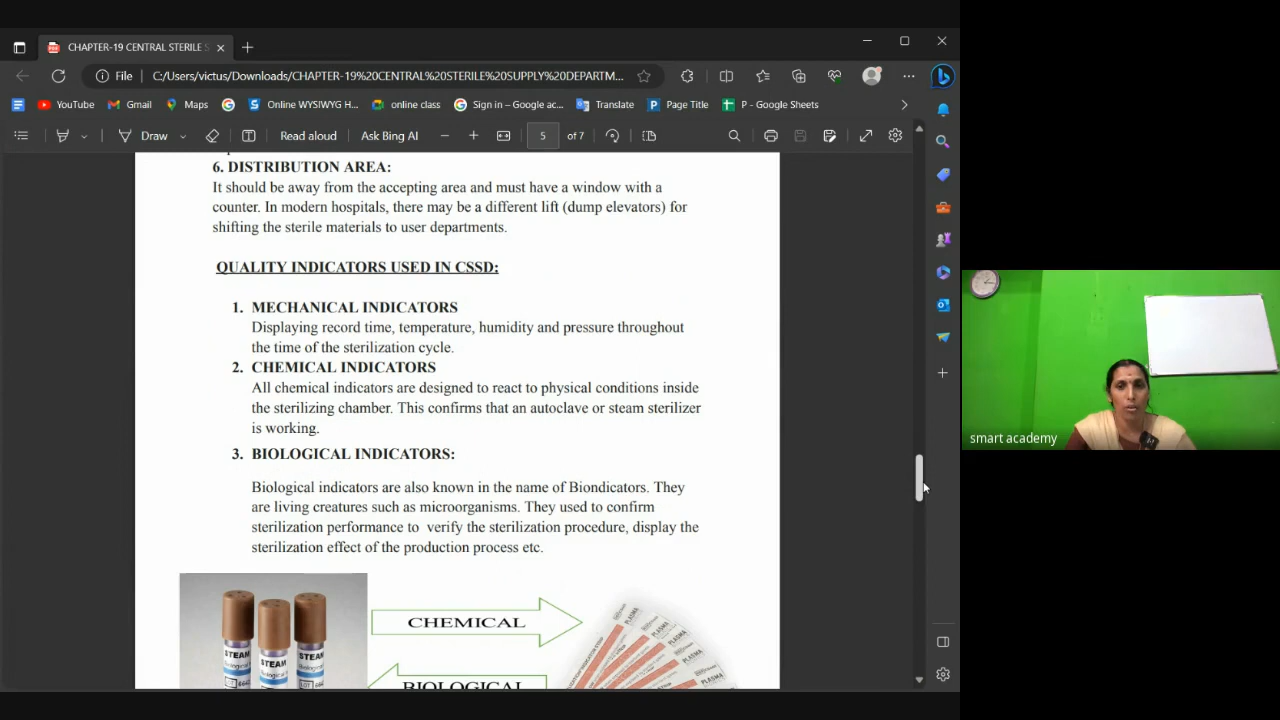 CHAPTER-19 CENTRAL STERILE S
File C:/Users/victus/Downloads/CHAPTER-19%20CENTRAL%20STERILE%20SUPPLY%20DEPARTM...
YouTube Gmail Maps Online WYSIWYG H... online class Sign in – Google ac... Translate Page Title P - Google Sheets
Draw Read aloud Ask Bing AI 5 of 7
6. DISTRIBUTION AREA:
It should be away from the accepting area and must have a window with a
counter. In modern hospitals, there may be a different lift (dump elevators) for
shifting the sterile materials to user departments.
QUALITY INDICATORS USED IN CSSD:
1. MECHANICAL INDICATORS
Displaying record time, temperature, humidity and pressure throughout
the time of the sterilization cycle.
2. CHEMICAL INDICATORS
All chemical indicators are designed to react to physical conditions inside
the sterilizing chamber. This confirms that an autoclave or steam sterilizer
is working.
3. BIOLOGICAL INDICATORS:
Biological indicators are also known in the name of Biondicators. They
are living creatures such as microorganisms. They used to confirm
sterilization performance to verify the sterilization procedure, display the
sterilization effect of the production process etc.
CHEMICAL
BIOLOGICAL
STEAM STEAM STEAM
PLASMA PLASMA PLASMA PLASMA PLASMA
smart academy